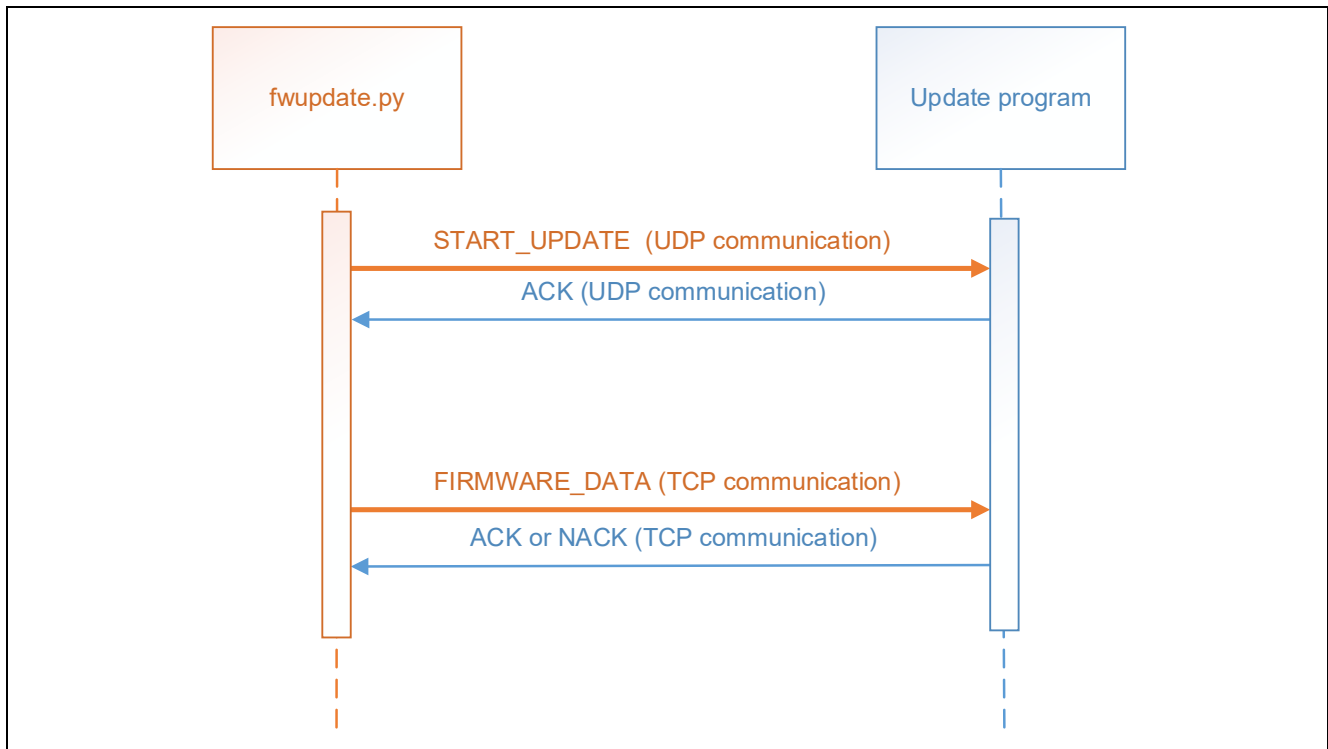 fwupdate.py
Update program
START_UPDATE (UDP communication)
ACK (UDP communication)
FIRMWARE_DATA (TCP communication)
ACK or NACK (TCP communication)